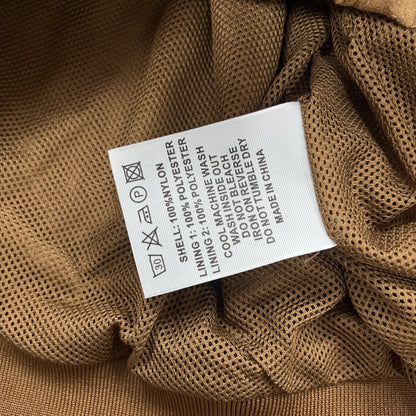 SHELL: 100%NYLON
LINING 1: 100% POLYESTER
LINING 2: 100% POLYESTER
COOL MACHINE WASH
WASH INSIDE OUT
DO NOT BLEACH
IRON REVERSE
DO NOT TUMBLE DRY
MADE IN CHINA
30
P